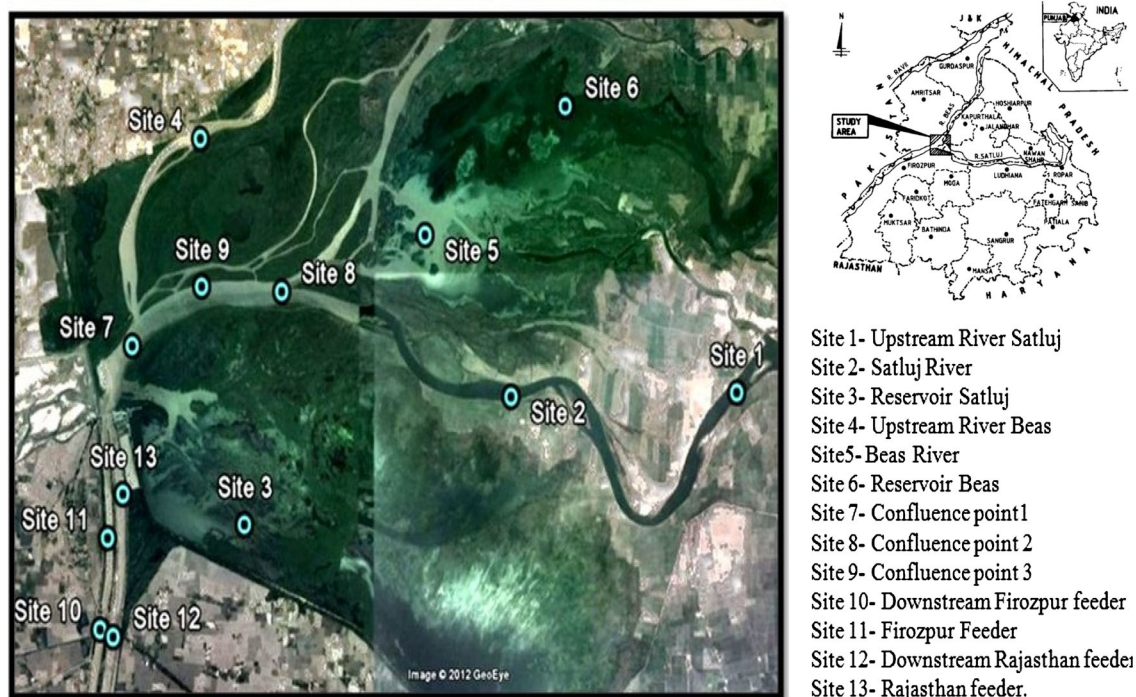 Site 6
Site 4
Site 5
Site 9
Site 8
Site 7
Site 1
Site 2
Site 13
Site 3
Site 11
Site 10
Site 12
Image © 2012 GeoEye
N
J & K
INDIA
PUNJAB
R. RAVI
GURDASPUR
HIMACHAL PRADESH
AMRITSAR
HOSHIARPUR
R. BEAS
KAPURTHALA
JALANDHAR
STUDY
AREA
NAWAN
SHAHR
R.SATLUJ
PAKISTAN
FIROZPUR
MOGA
LUDHIANA
ROPAR
FARIDKOT
FATEHGARH SAHIB
MUKTSAR
PATIALA
BATHINDA
SANGRUR
RAJASTHAN
MANSA
HARYANA
Site 1- Upstream River Satluj
Site 2- Satluj River
Site 3- Reservoir Satluj
Site 4- Upstream River Beas
Site5- Beas River
Site 6- Reservoir Beas
Site 7- Confluence point1
Site 8- Confluence point 2
Site 9- Confluence point 3
Site 10- Downstream Firozpur feeder
Site 11- Firozpur Feeder
Site 12- Downstream Rajasthan feeder
Site 13- Rajasthan feeder.